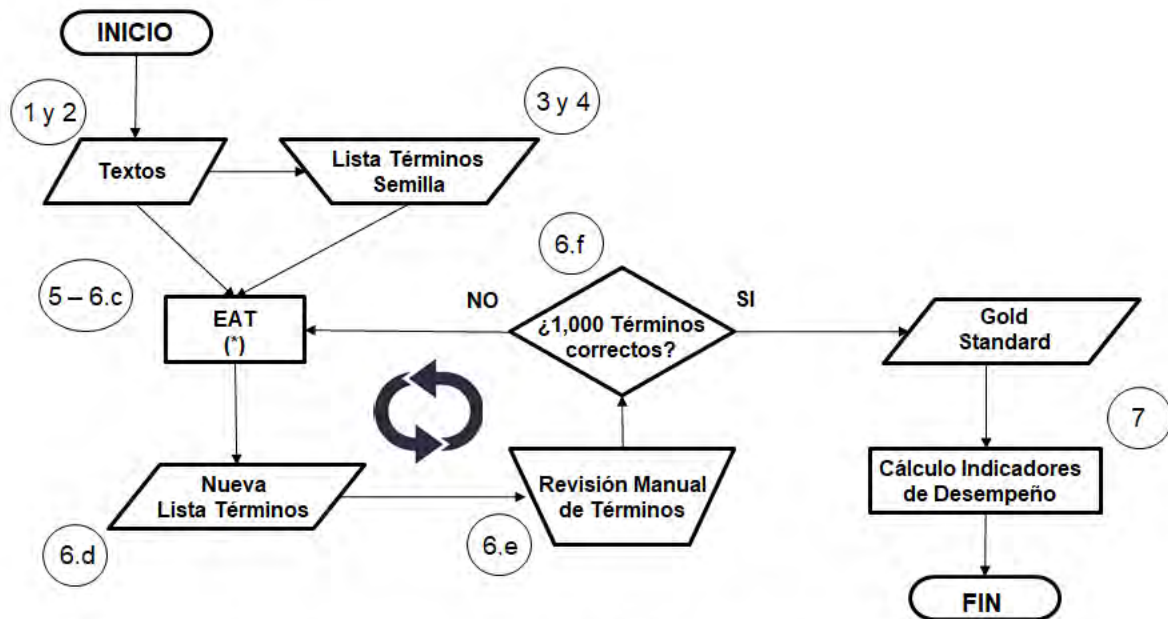 INICIO
1 y 2
3 y 4
Textos
Lista Términos
Semilla
6.f
5 – 6.c
NO
SI
EAT
(*)
¿1,000 Términos
correctos?
Gold
Standard
7
Nueva
Lista Términos
Revisión Manual
de Términos
Cálculo Indicadores
de Desempeño
6.d
6.e
FIN